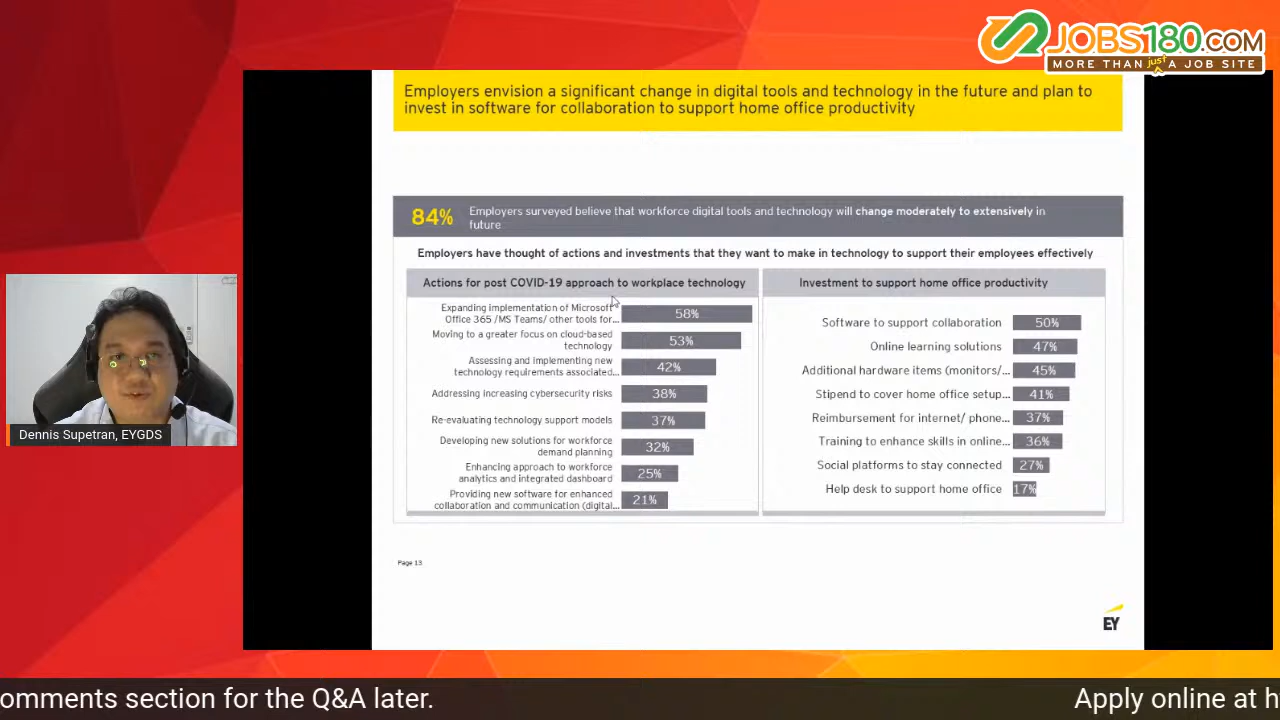 JOBS180.COM
MORE THAN just A JOB SITE
Employers envision a significant change in digital tools and technology in the future and plan to
invest in software for collaboration to support home office productivity
84%
Employers surveyed believe that workforce digital tools and technology will change moderately to extensively in
future
Employers have thought of actions and investments that they want to make in technology to support their employees effectively
Actions for post COVID-19 approach to workplace technology
Expanding implementation of Microsoft
Office 365 /MS Teams/ other tools for...
58%
Moving to a greater focus on cloud-based
technology
53%
Assessing and implementing new
technology requirements associated...
42%
Addressing increasing cybersecurity risks
38%
Re-evaluating technology support models
37%
Developing new solutions for workforce
demand planning
32%
Enhancing approach to workforce
analytics and integrated dashboard
25%
Providing new software for enhanced
collaboration and communication (digital...
21%
Investment to support home office productivity
Software to support collaboration
50%
Online learning solutions
47%
Additional hardware items (monitors/...
45%
Stipend to cover home office setup...
41%
Reimbursement for internet/ phone...
37%
Training to enhance skills in online...
36%
Social platforms to stay connected
27%
Help desk to support home office
17%
Dennis Supetran, EYGDS
Page 13
EY
omments section for the Q&A later.
Apply online at h